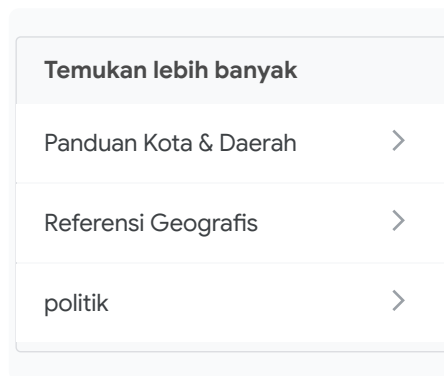 Temukan lebih banyak
Panduan Kota & Daerah
Referensi Geografis
politik